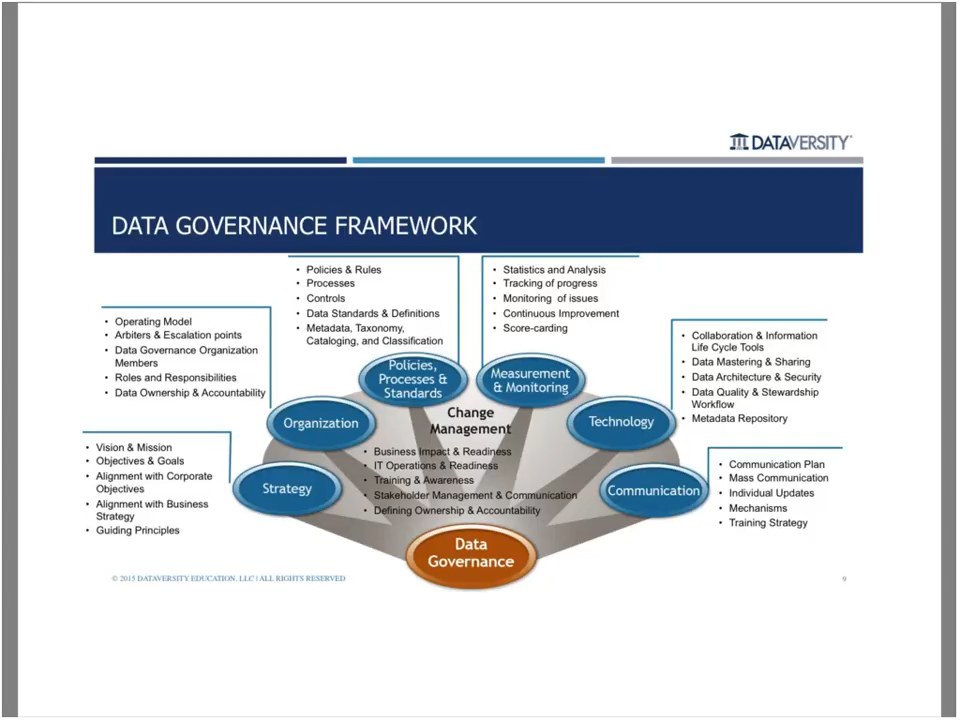 DATAVERSITY
DATA GOVERNANCE FRAMEWORK
• Policies & Rules
• Processes
• Controls
• Data Standards & Definitions
• Metadata, Taxonomy,
Cataloging, and Classification
• Statistics and Analysis
• Tracking of progress
• Monitoring of issues
• Continuous Improvement
• Score-carding
• Operating Model
• Arbiters & Escalation points
• Data Governance Organization
Members
• Roles and Responsibilities
• Data Ownership & Accountability
• Collaboration & Information
Life Cycle Tools
• Data Mastering & Sharing
• Data Architecture & Security
• Data Quality & Stewardship
Workflow
• Metadata Repository
Policies,
Processes &
Standards
Measurement
& Monitoring
Organization
Change
Management
Technology
• Vision & Mission
• Objectives & Goals
• Alignment with Corporate
Objectives
• Alignment with Business
Strategy
• Guiding Principles
Strategy
• Business Impact & Readiness
• IT Operations & Readiness
• Training & Awareness
• Stakeholder Management & Communication
• Defining Ownership & Accountability
Communication
• Communication Plan
• Mass Communication
• Individual Updates
• Mechanisms
• Training Strategy
Data
Governance
© 2015 DATAVERSITY EDUCATION, LLC | ALL RIGHTS RESERVED
9